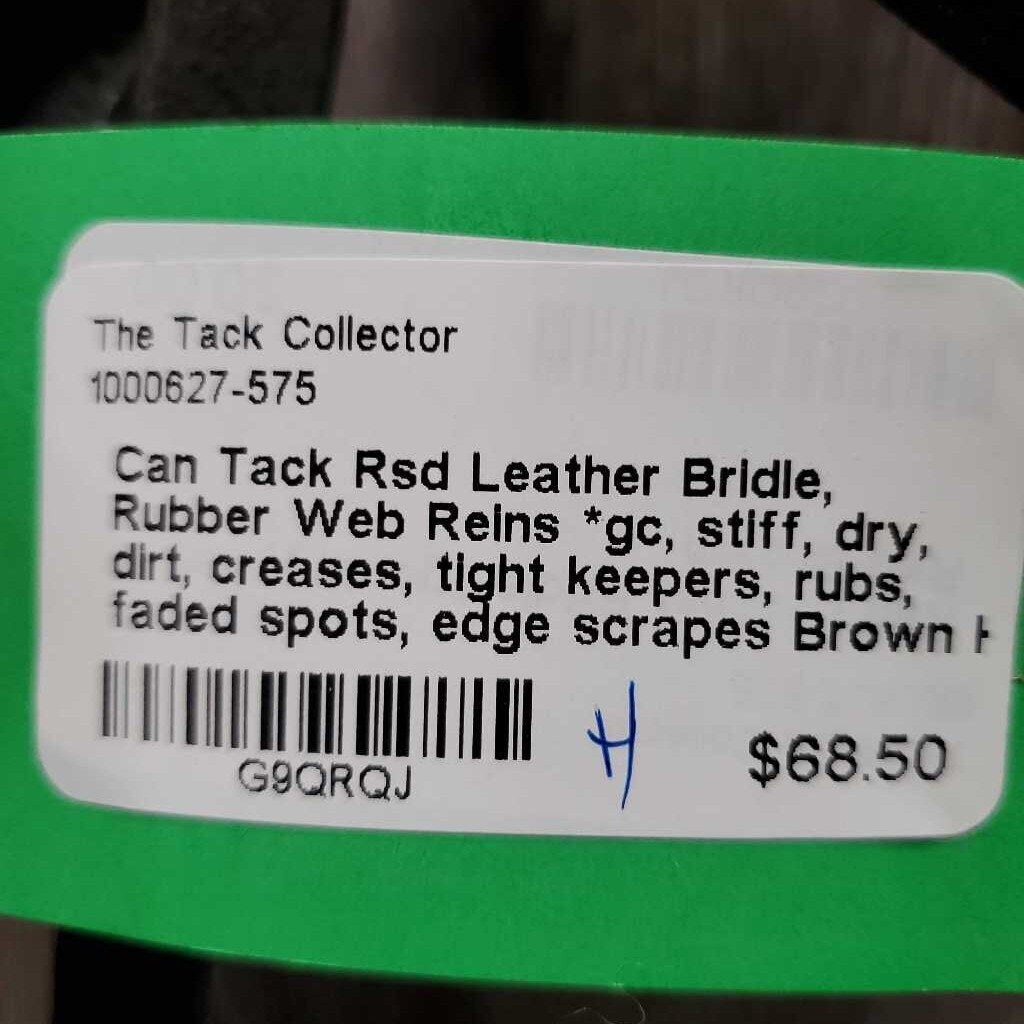 The Tack Collector
1000627-575
Can Tack Rsd Leather Bridle,
Rubber Web Reins *gc, stiff, dry,
dirt, creases, tight keepers, rubs,
faded spots, edge scrapes Brown
G9QRQJ
H
$68.50